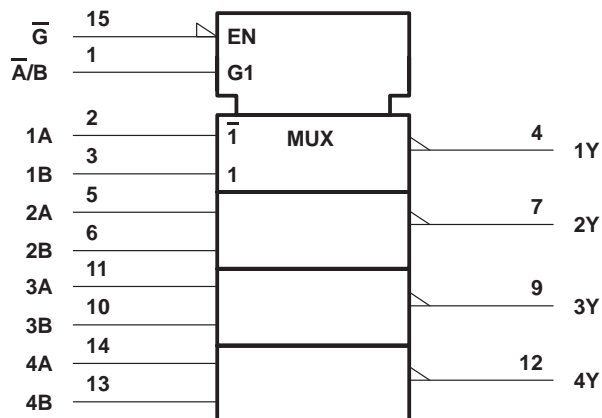 G̅ 15 EN
A̅/B 1 G1
1A 2 1̅ MUX 4 1Y
1B 3 1
2A 5 7 2Y
2B 6
3A 11 9 3Y
3B 10
4A 14 12 4Y
4B 13